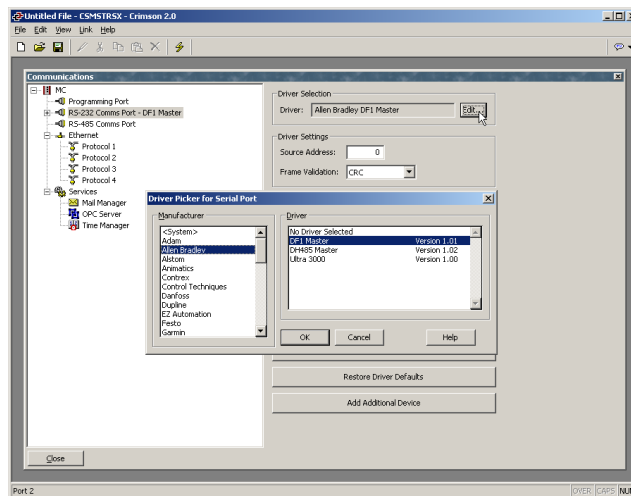 Untitled File - CSMSTRSX - Crimson 2.0
File Edit View Link Help
Communications
MC
Programming Port
RS-232 Comms Port - DF1 Master
RS-485 Comms Port
Ethernet
Protocol 1
Protocol 2
Protocol 3
Protocol 4
Services
Mail Manager
OPC Server
Time Manager
Driver Selection
Driver: Allen Bradley DF1 Master Edit...
Driver Settings
Source Address: 0
Frame Validation: CRC
Driver Picker for Serial Port
Manufacturer
<System>
Adam
Allen Bradley
Alstom
Animatics
Contrex
Control Techniques
Danfoss
Dupline
EZ Automation
Festo
Garmin
Driver
No Driver Selected
DF1 Master Version 1.01
DH485 Master Version 1.02
Ultra 3000 Version 1.00
OK Cancel Help
Restore Driver Defaults
Add Additional Device
Close
Port 2 OVER CAPS NUM